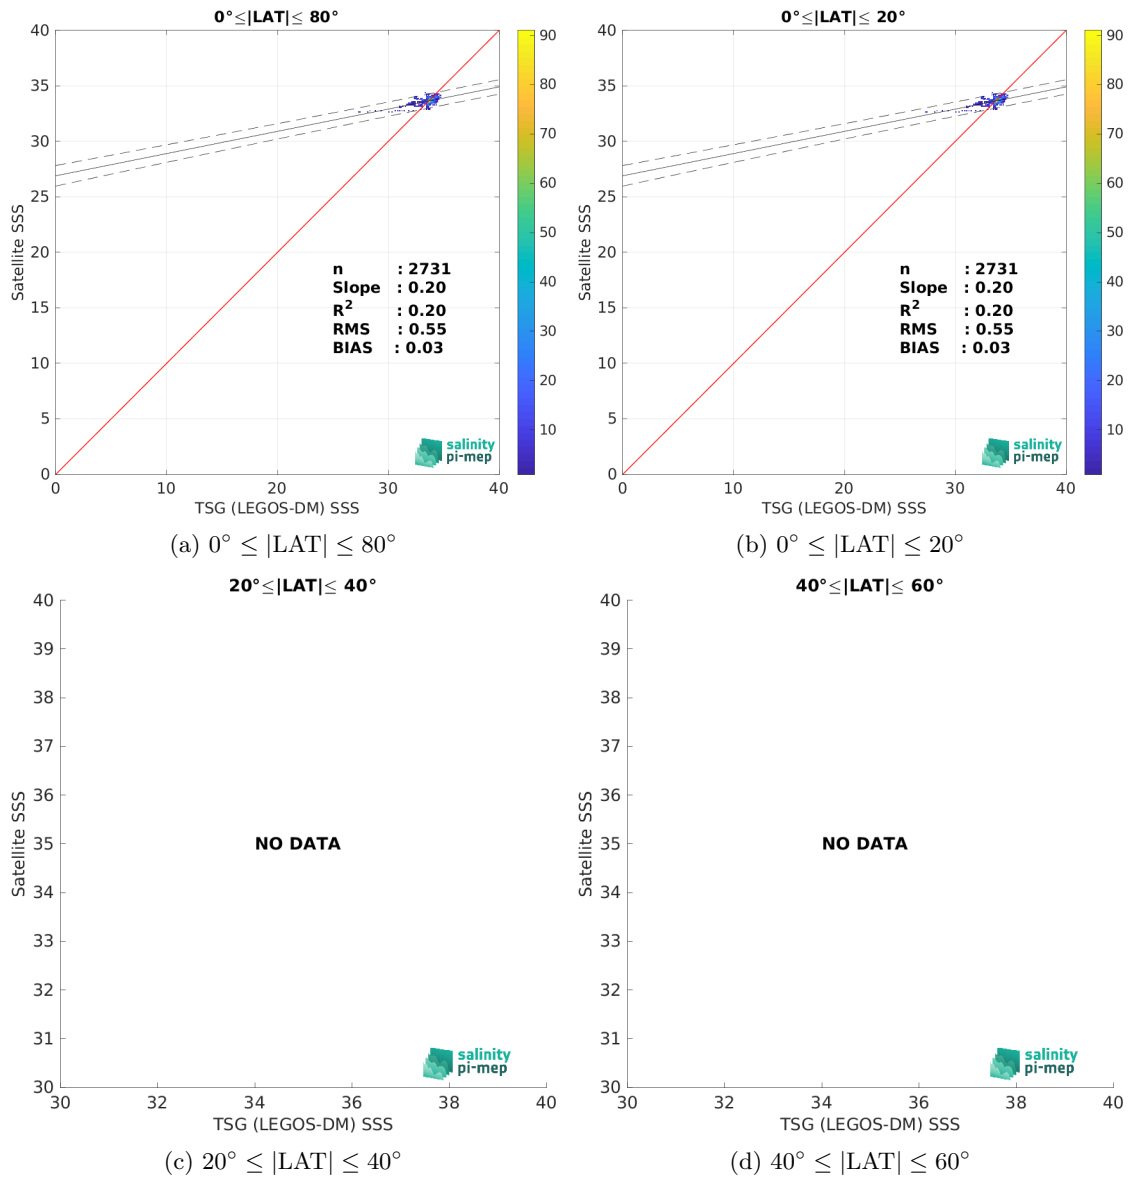 0°≤|LAT|≤ 80°
40
35
30
25
20
15
10
5
0
Satellite SSS
n : 2731
Slope : 0.20
R² : 0.20
RMS : 0.55
BIAS : 0.03
salinity
pi-mep
0 10 20 30 40
TSG (LEGOS-DM) SSS
90
80
70
60
50
40
30
20
10
(a) 0° ≤ |LAT| ≤ 80°
0°≤|LAT|≤ 20°
40
35
30
25
20
15
10
5
0
Satellite SSS
n : 2731
Slope : 0.20
R² : 0.20
RMS : 0.55
BIAS : 0.03
salinity
pi-mep
0 10 20 30 40
TSG (LEGOS-DM) SSS
90
80
70
60
50
40
30
20
10
(b) 0° ≤ |LAT| ≤ 20°
20°≤|LAT|≤ 40°
40
39
38
37
36
35
34
33
32
31
30
Satellite SSS
NO DATA
salinity
pi-mep
30 32 34 36 38 40
TSG (LEGOS-DM) SSS
(c) 20° ≤ |LAT| ≤ 40°
40°≤|LAT|≤ 60°
40
39
38
37
36
35
34
33
32
31
30
Satellite SSS
NO DATA
salinity
pi-mep
30 32 34 36 38 40
TSG (LEGOS-DM) SSS
(d) 40° ≤ |LAT| ≤ 60°